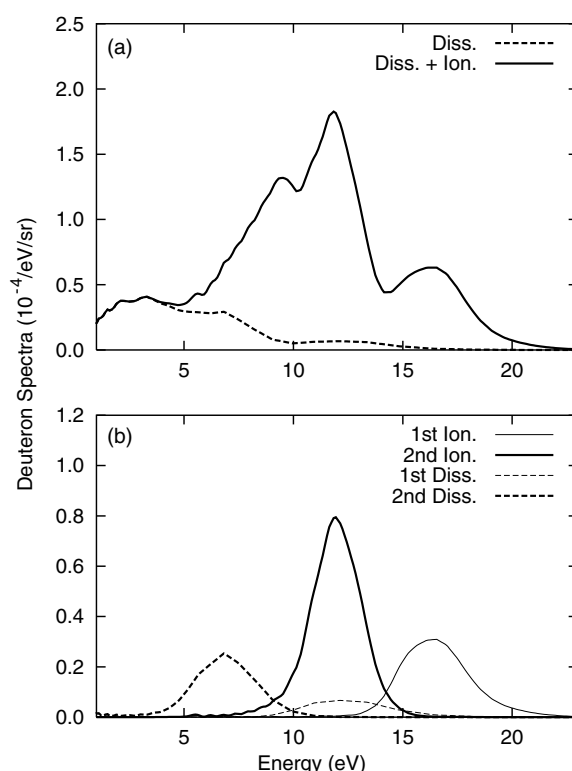 2.5
(a)
Diss.
Diss. + Ion.
2.0
1.5
1.0
0.5
0.0
5
10
15
20
Deuteron Spectra (10⁻⁴/eV/sr)
1.2
(b)
1st Ion.
2nd Ion.
1st Diss.
2nd Diss.
1.0
0.8
0.6
0.4
0.2
0.0
5
10
15
20
Energy (eV)